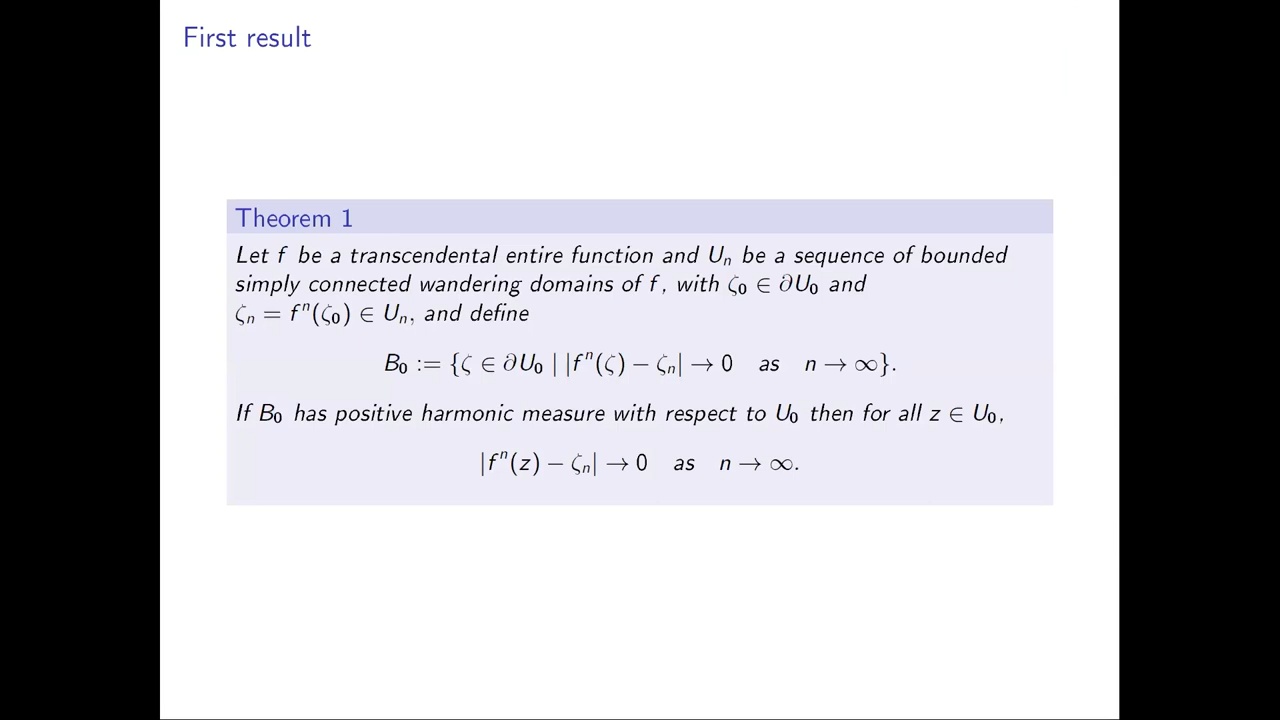 First result
Theorem 1
Let f be a transcendental entire function and Uₙ be a sequence of bounded
simply connected wandering domains of f, with ζ₀ ∈ ∂U₀ and
ζₙ = fⁿ(ζ₀) ∈ Uₙ, and define
B₀ := {ζ ∈ ∂U₀ | |fⁿ(ζ) − ζₙ| → 0 as n → ∞}.
If B₀ has positive harmonic measure with respect to U₀ then for all z ∈ U₀,
|fⁿ(z) − ζₙ| → 0 as n → ∞.